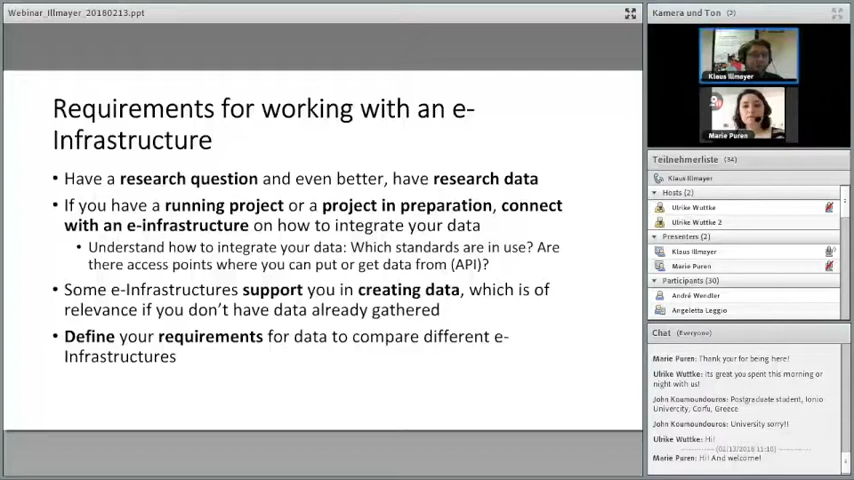 Webinar_Illmayer_20180213.ppt
Requirements for working with an e-
Infrastructure
• Have a research question and even better, have research data
• If you have a running project or a project in preparation, connect
with an e-infrastructure on how to integrate your data
• Understand how to integrate your data: Which standards are in use? Are
there access points where you can put or get data from (API)?
• Some e-Infrastructures support you in creating data, which is of
relevance if you don't have data already gathered
• Define your requirements for data to compare different e-
Infrastructures
Kamera und Ton (2)
Klaus Illmayer
Marie Puren
Teilnehmerliste (34)
Klaus Illmayer
Hosts (2)
Ulrike Wuttke
Ulrike Wuttke 2
Presenters (2)
Klaus Illmayer
Marie Puren
Participants (30)
André Wendler
Angeletta Leggio
Chat (Everyone)
Marie Puren: Thank your for being here!
Ulrike Wuttke: its great you spent this morning or
night with us!
John Koumoundouros: Postgraduate student, Ionio
Univercity, Corfu, Greece
John Koumoundouros: University sorry!!
Ulrike Wuttke: Hi!
------------ (02/13/2018 11:10) ------------
Marie Puren: Hi! And welcome!